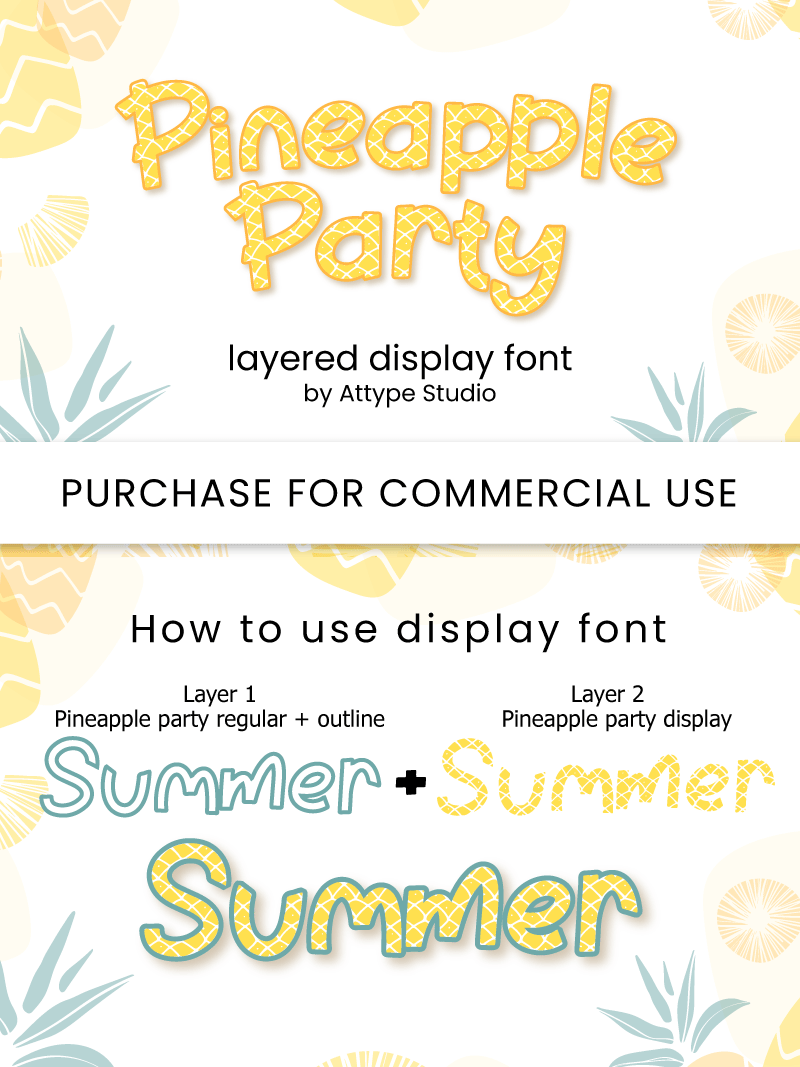 Pineapple
Party
layered display font
by Attype Studio
PURCHASE FOR COMMERCIAL USE
How to use display font
Layer 1
Pineapple party regular + outline
Layer 2
Pineapple party display
Summer + Summer
Summer